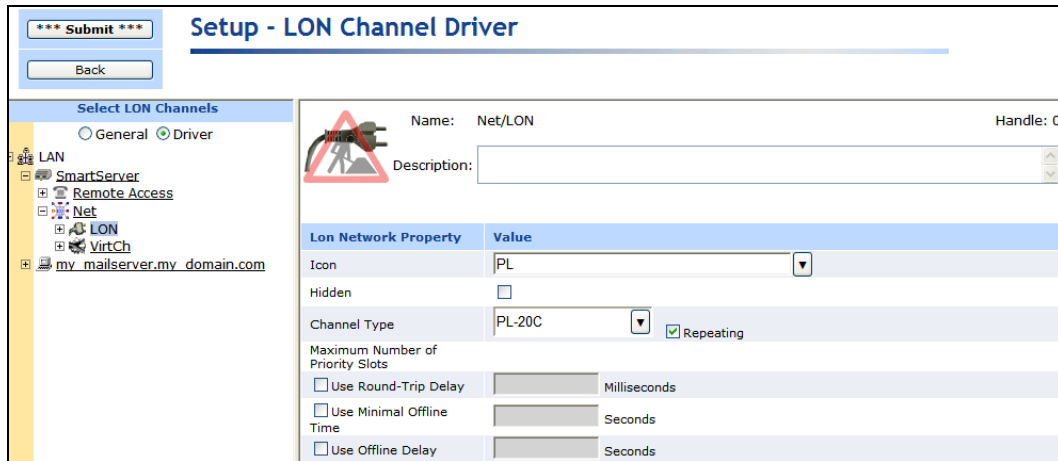 *** Submit ***
Setup - LON Channel Driver
Back
Select LON Channels
General Driver
LAN
SmartServer
Remote Access
Net
LON
VirtCh
my_mailserver.my_domain.com
Name: Net/LON Handle: 0
Description:
Lon Network Property Value
Icon PL
Hidden
Channel Type PL-20C Repeating
Maximum Number of
Priority Slots
Use Round-Trip Delay Milliseconds
Use Minimal Offline
Time Seconds
Use Offline Delay Seconds